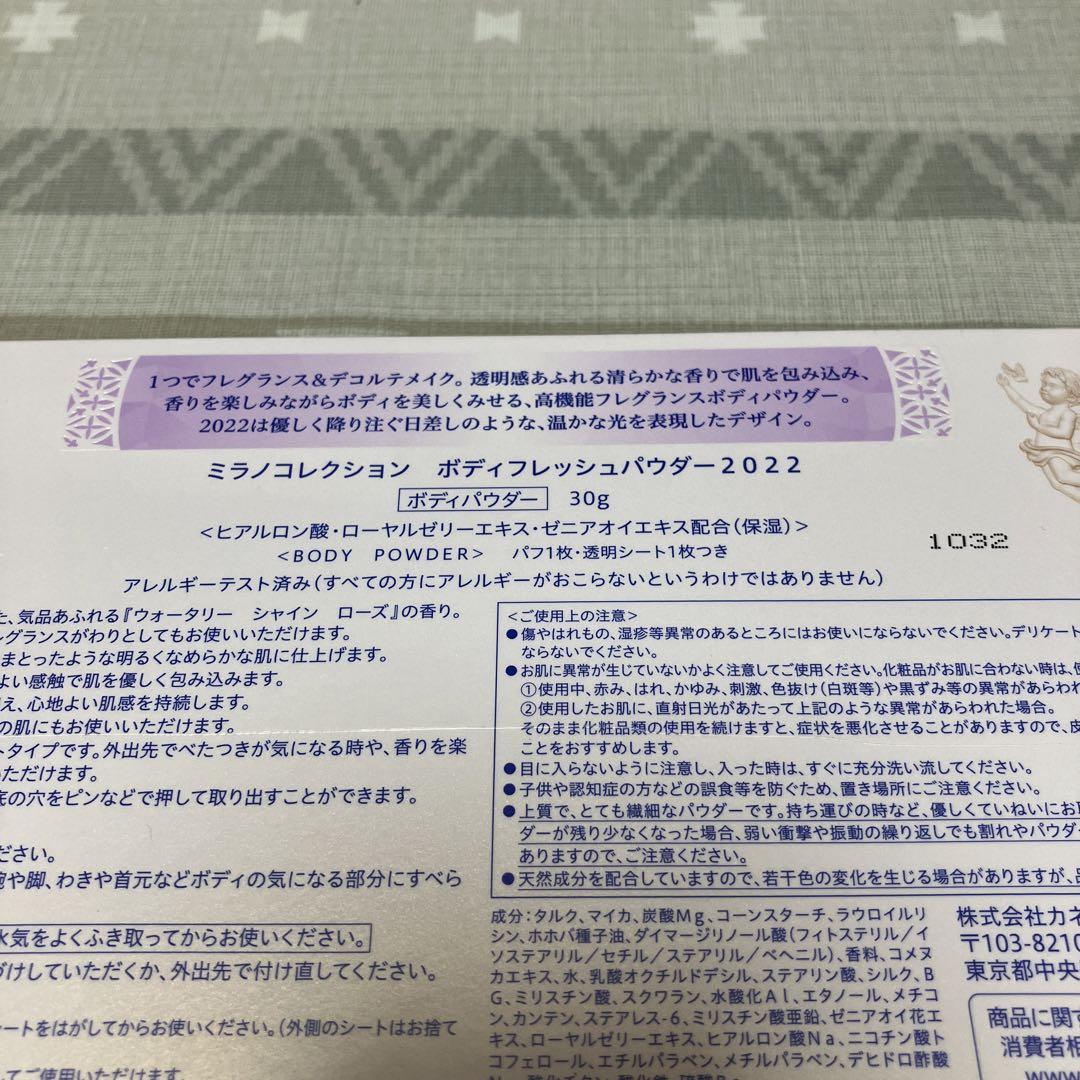 1つでフレグランス&デコルテメイク。透明感あふれる清らかな香りで肌を包み込み、
香りを楽しみながらボディを美しくみせる、高機能フレグランスボディパウダー。
2022は優しく降り注ぐ日差しのような、温かな光を表現したデザイン。
ミラノコレクション ボディフレッシュパウダー2022
ボディパウダー 30g
<ヒアルロン酸・ローヤルゼリーエキス・ゼニアオイエキス配合(保湿)>
<BODY POWDER> パフ1枚・透明シート1枚つき
1032
アレルギーテスト済み(すべての方にアレルギーがおこらないというわけではありません)
た、気品あふれる『ウォータリー シャイン ローズ』の香り。
レグランスがわりとしてもお使いいただけます。
まとったような明るくなめらかな肌に仕上げます。
よい感触で肌を優しく包み込みます。
え、心地よい肌感を持続します。
の肌にもお使いいただけます。
トタイプです。外出先でべたつきが気になる時や、香りを楽
いただけます。
底の穴をピンなどで押して取り出すことができます。
ださい。
腕や脚、わきや首元などボディの気になる部分にすべら
水気をよくふき取ってからお使いください。
づけしていただくか、外出先で付け直してください。
シートをはがしてからお使いください。(外側のシートはお捨て
してご使用いただけます。
<ご使用上の注意>
●傷やはれもの、湿疹等異常のあるところにはお使いにならないでください。デリケート
ならないでください。
●お肌に異常が生じていないかよく注意してご使用ください。化粧品がお肌に合わない時は、使
①使用中、赤み、はれ、かゆみ、刺激、色抜け(白斑等)や黒ずみ等の異常があらわれ
②使用したお肌に、直射日光があたって上記のような異常があらわれた場合。
そのまま化粧品類の使用を続けますと、症状を悪化させることがありますので、皮
ことをおすすめします。
●目に入らないように注意し、入った時は、すぐに充分洗い流してください。
●子供や認知症の方などの誤食等を防ぐため、置き場所にご注意ください。
●上質で、とても繊細なパウダーです。持ち運びの時など、優しくていねいにお取
ダーが残り少なくなった場合、弱い衝撃や振動の繰り返しでも割れやパウダ
ありますので、ご注意ください。
●天然成分を配合していますので、若干色の変化を生じる場合がありますが、品
成分:タルク、マイカ、炭酸Mg、コーンスターチ、ラウロイルリ
シン、ホホバ種子油、ダイマージリノール酸(フィトステリル/イ
ソステアリル/セチル/ステアリル/ベヘニル)、香料、コメヌ
カエキス、水、乳酸オクチルドデシル、ステアリン酸、シルク、B
G、ミリスチン酸、スクワラン、水酸化Al、エタノール、メチコ
ン、カンテン、ステアレス-6、ミリスチン酸亜鉛、ゼニアオイ花エ
キス、ローヤルゼリーエキス、ヒアルロン酸Na、ニコチン酸ト
コフェロール、エチルパラベン、メチルパラベン、デヒドロ酢酸
株式会社カネ
〒103-8210
東京都中央
商品に関す
消費者相
www.